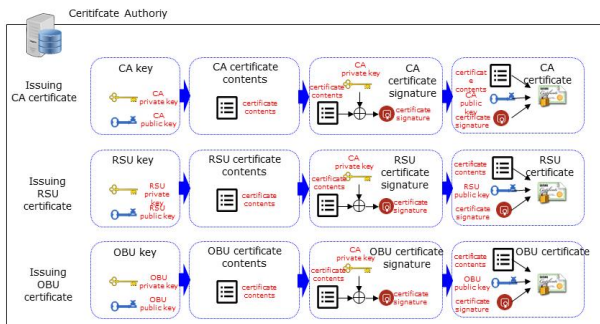 Ceritifcate Authoriy
Issuing
CA certificate
CA key
CA
private key
CA
public key
CA certificate
contents
certificate contents
CA
certificate
signature
CA
private key
certificate contents
certificate
signature
CA
certificate
certificat
e contents
CA
public
key
certificate
signature
Issuing
RSU
certificate
RSU key
RSU
private
key
RSU
public key
RSU certificate
contents
certificate contents
RSU
certificate
signature
CA
private key
certificate contents
certificate
signature
RSU
certificate
certificate
contents
RSU
public key
certificate
signature
Issuing
OBU
certificate
OBU key
OBU
private key
OBU
public key
OBU certificate
contents
certificate contents
OBU certificate
signature
CA
private key
certificate contents
certificate signature
OBU certificate
certificate
contents
OBU
public key
certificate
signature